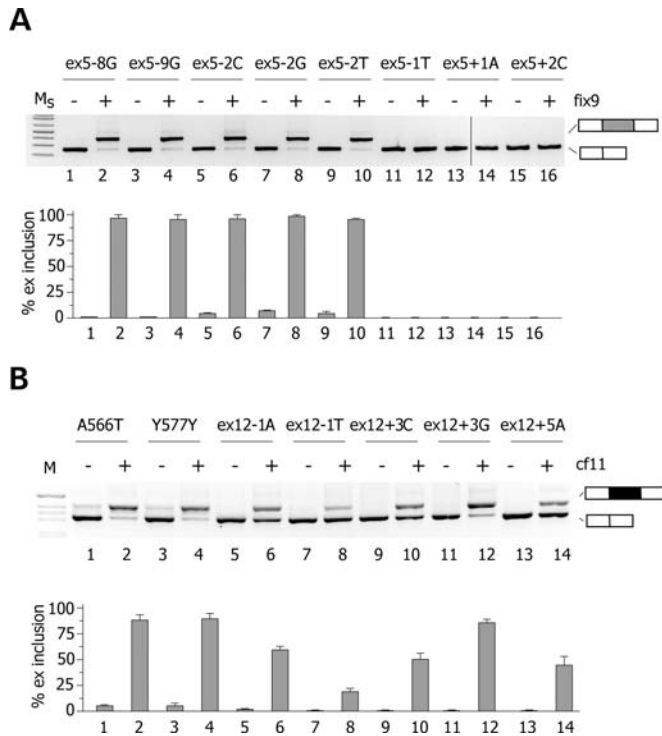 A
ex5-8G ex5-9G ex5-2C ex5-2G ex5-2T ex5-1T ex5+1A ex5+2C
MS - + - + - + - + - + - + - + - + fix9
1 2 3 4 5 6 7 8 9 10 11 12 13 14 15 16
% ex inclusion
100
75
50
25
0
1 2 3 4 5 6 7 8 9 10 11 12 13 14 15 16
B
A566T Y577Y ex12-1A ex12-1T ex12+3C ex12+3G ex12+5A
M - + - + - + - + - + - + - + cf11
1 2 3 4 5 6 7 8 9 10 11 12 13 14
% ex inclusion
100
75
50
25
0
1 2 3 4 5 6 7 8 9 10 11 12 13 14